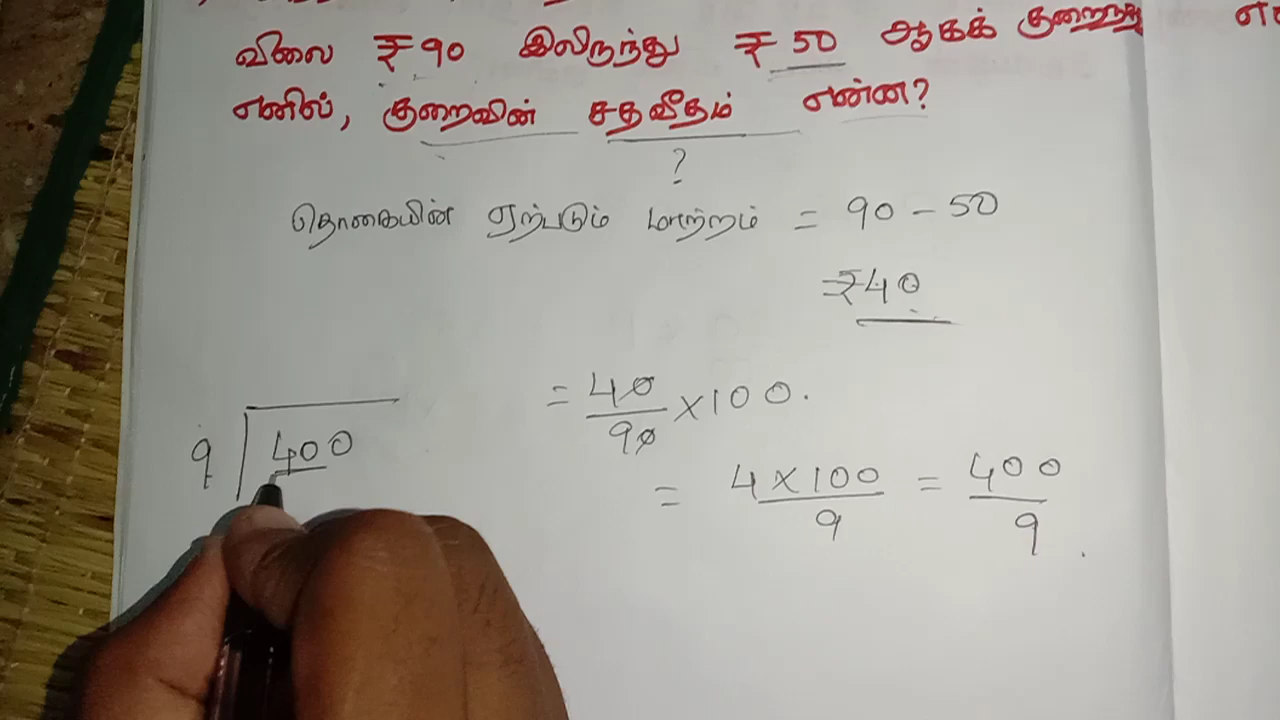 விலை ₹90 இலிருந்து ₹ 50 ஆகக் குறைந்து
எனில், குறைவின் சதவீதம் என்ன?
?
தொகையின் ஏற்படும் மாற்றம் = 90 - 50
=₹40
= 40/90 ×100.
9 400
= 4 × 100/9 = 400/9